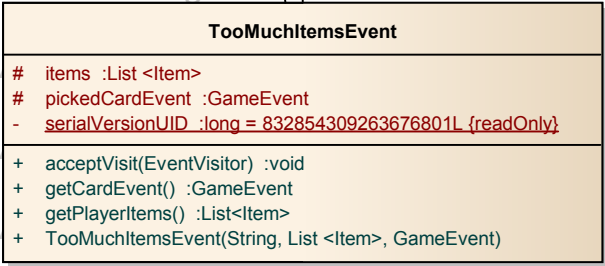 TooMuchItemsEvent
# items :List <Item>
# pickedCardEvent :GameEvent
- serialVersionUID :long = 832854309263676801L {readOnly}
+ acceptVisit(EventVisitor) :void
+ getCardEvent() :GameEvent
+ getPlayerItems() :List<Item>
+ TooMuchItemsEvent(String, List <Item>, GameEvent)